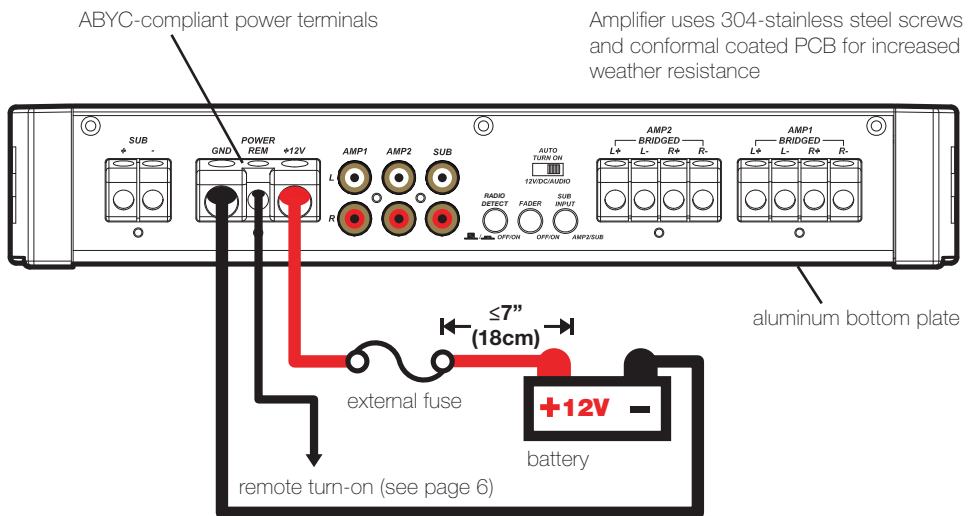 ABYC-compliant power terminals
Amplifier uses 304-stainless steel screws
and conformal coated PCB for increased
weather resistance
SUB
+ -
POWER
GND REM +12V
AMP1 AMP2 SUB
L
R
AUTO
TURN ON
12V/DC/AUDIO
RADIO
DETECT
FADER
SUB
INPUT
/ OFF/ON OFF/ON AMP2/SUB
AMP2
BRIDGED
L+ L- R+ R-
AMP1
BRIDGED
L+ L- R+ R-
aluminum bottom plate
≤7”
(18cm)
external fuse
+12V −
battery
remote turn-on (see page 6)